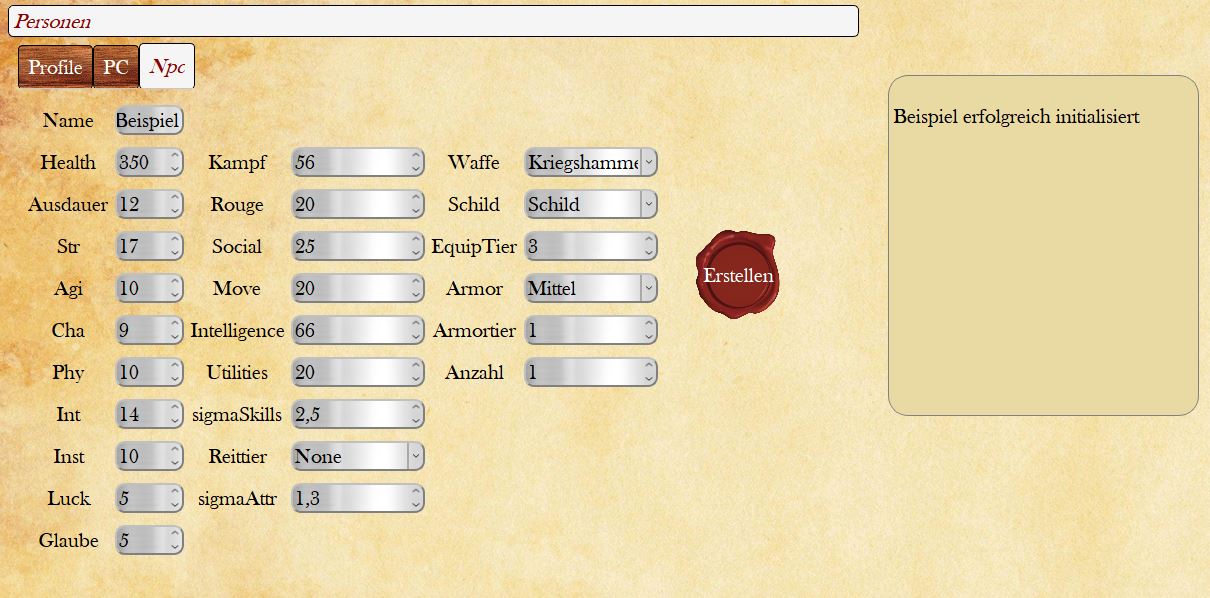 Personen
Profile PC Npc
Name Beispiel
Beispiel erfolgreich initialisiert
Health 350 Kampf 56 Waffe Kriegshamme
Ausdauer 12 Rouge 20 Schild Schild
Str 17 Social 25 EquipTier 3
Agi 10 Move 20 Armor Mittel
Erstellen
Cha 9 Intelligence 66 Armortier 1
Phy 10 Utilities 20 Anzahl 1
Int 14 sigmaSkills 2,5
Inst 10 Reittier None
Luck 5 sigmaAttr 1,3
Glaube 5